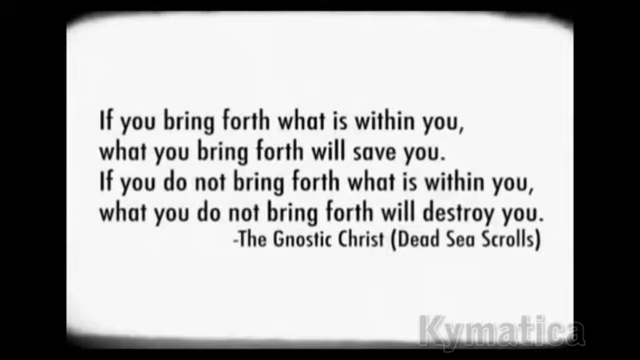 If you bring forth what is within you,
what you bring forth will save you.
If you do not bring forth what is within you,
what you do not bring forth will destroy you.
-The Gnostic Christ (Dead Sea Scrolls)
Kymatica